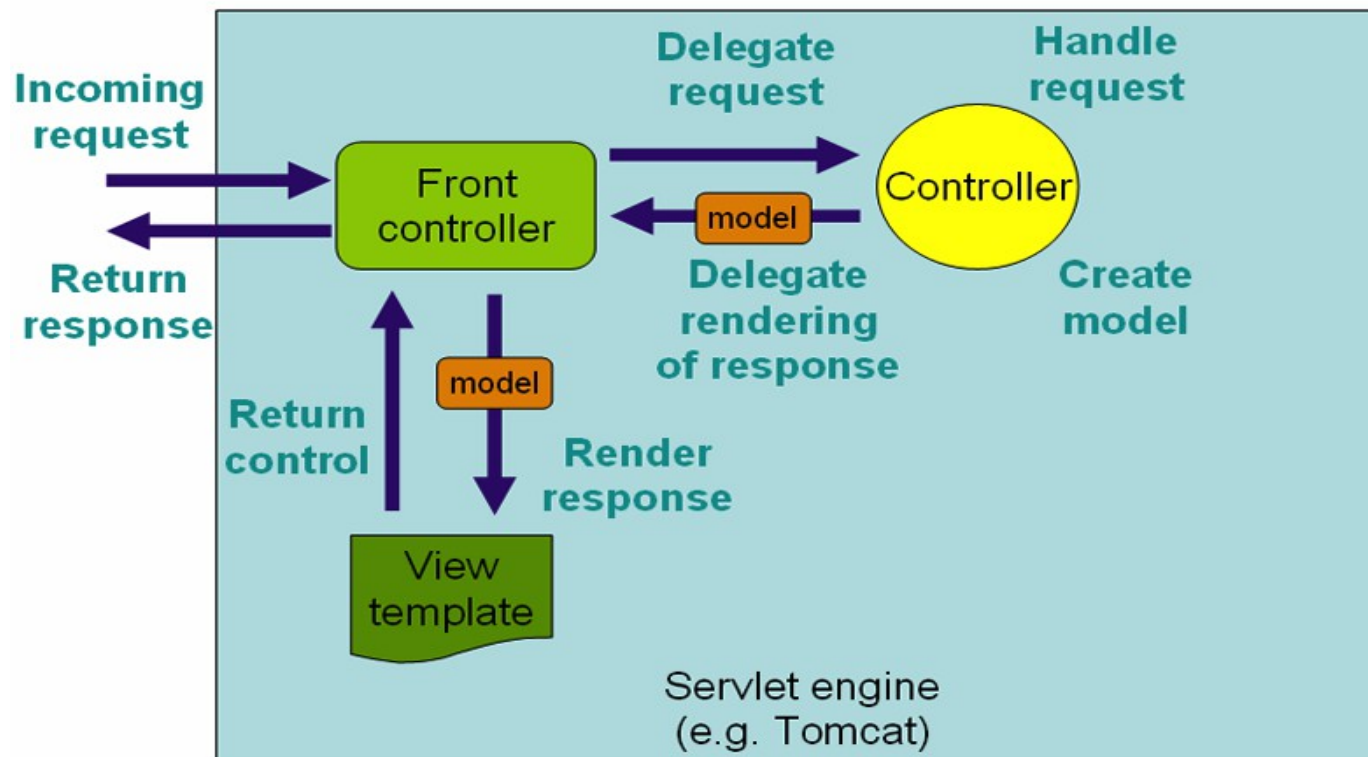 Incoming
request
Return
response
Front
controller
Delegate
request
Handle
request
Controller
model
Delegate
rendering
of response
Create
model
Return
control
model
Render
response
View
template
Servlet engine
(e.g. Tomcat)